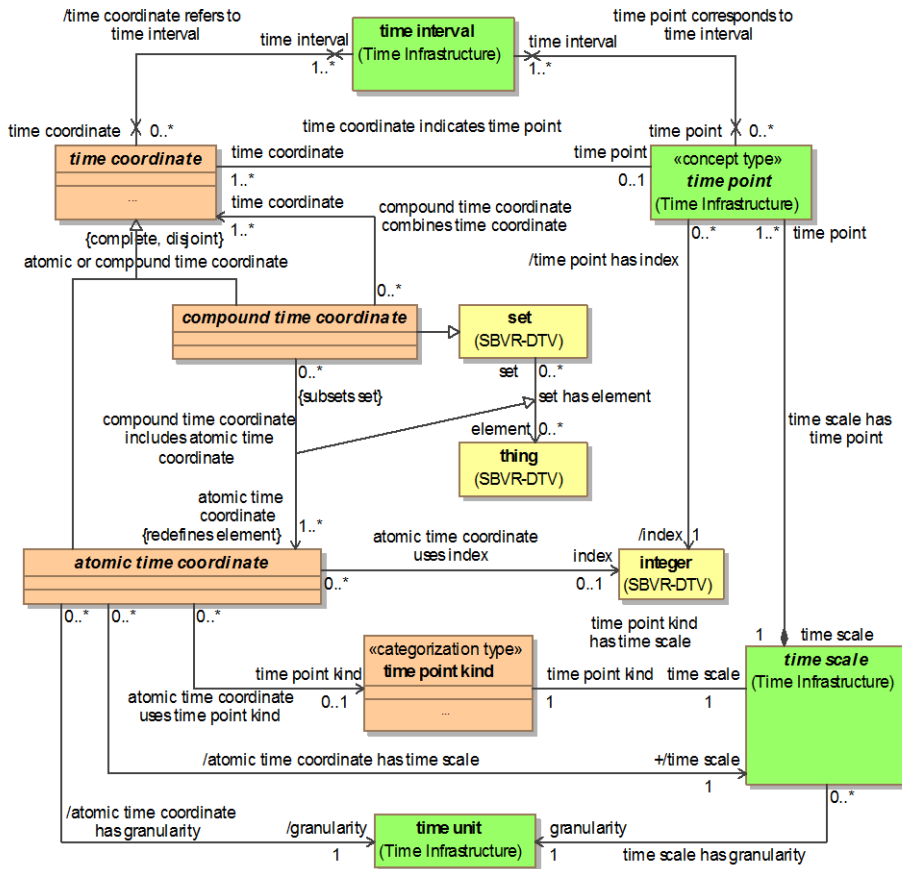 /time coordinate refers to
time interval
time interval
1..*
time interval
(Time Infrastructure)
time interval
1..*
time point corresponds to
time interval
time coordinate
0..*
time coordinate indicates time point
time point
0..*
time coordinate
...
time coordinate
1..*
time point
0..1
«concept type»
time point
(Time Infrastructure)
time coordinate
1..*
compound time coordinate
combines time coordinate
0..*
1..*
time point
{complete, disjoint}
atomic or compound time coordinate
/time point has index
0..*
compound time coordinate
set
(SBVR-DTV)
0..*
{subsets set}
set
0..*
set has element
compound time coordinate
includes atomic time
coordinate
element
0..*
time scale has
time point
thing
(SBVR-DTV)
atomic time
coordinate
{redefines element}
1..*
atomic time coordinate
uses index
/index
1
atomic time coordinate
0..*
index
0..1
integer
(SBVR-DTV)
0..*
0..*
0..*
time point kind
has time scale
1
time scale
«categorization type»
time point kind
...
time point kind
0..1
atomic time coordinate
uses time point kind
time point kind
1
time scale
1
time scale
(Time Infrastructure)
/atomic time coordinate has time scale
+/time scale
1
/atomic time coordinate
has granularity
/granularity
1
time unit
(Time Infrastructure)
granularity
1
0..*
time scale has granularity